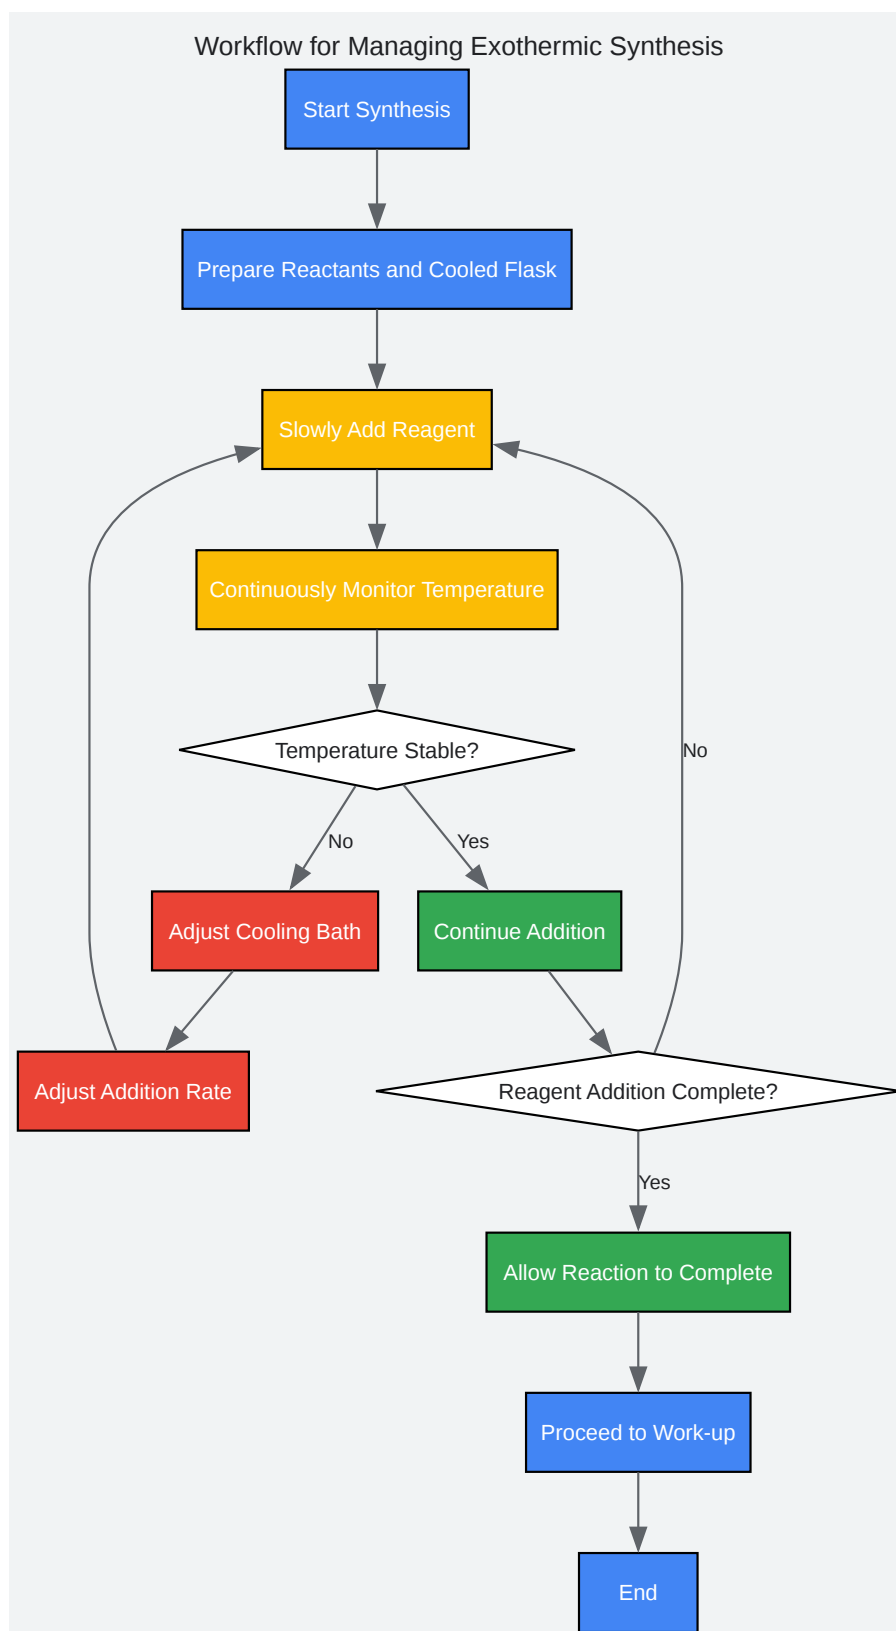 Workflow for Managing Exothermic Synthesis
Start Synthesis
Prepare Reactants and Cooled Flask
Slowly Add Reagent
Continuously Monitor Temperature
Temperature Stable?
No
No
Yes
Adjust Cooling Bath
Continue Addition
Adjust Addition Rate
Reagent Addition Complete?
Yes
Allow Reaction to Complete
Proceed to Work-up
End